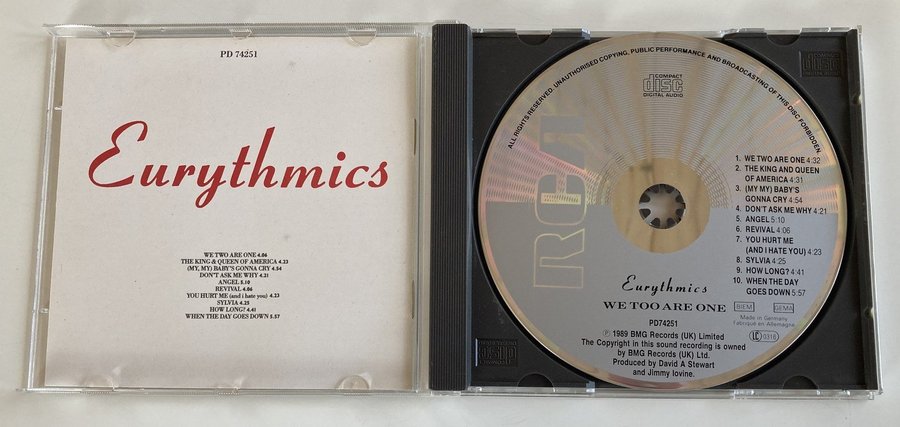 PD 74251
Eurythmics
WE TWO ARE ONE 4.06
THE KING & QUEEN OF AMERICA 4.23
(MY, MY) BABY'S GONNA CRY 4.54
DON'T ASK ME WHY 4.21
ANGEL 5.10
REVIVAL 4.06
YOU HURT ME (and i hate you) 4.23
SYLVIA 4.25
HOW LONG? 4.41
WHEN THE DAY GOES DOWN 5.57
ALL RIGHTS RESERVED. UNAUTHORISED COPYING, PUBLIC PERFORMANCE AND BROADCASTING OF THIS DISC FORBIDDEN.
COMPACT
disc
DIGITAL AUDIO
RCA
1. WE TWO ARE ONE 4:32
2. THE KING AND QUEEN
OF AMERICA 4:31
3. (MY MY) BABY'S
GONNA CRY 4:54
4. DON'T ASK ME WHY 4:21
5. ANGEL 5:10
6. REVIVAL 4:06
7. YOU HURT ME
(AND I HATE YOU) 4:23
8. SYLVIA 4:25
9. HOW LONG? 4:41
10. WHEN THE DAY
GOES DOWN 5:57
Eurythmics
WE TOO ARE ONE
BIEM
GEMA
PD74251
Made in Germany
Fabriqué en Allemagne
LC 0316
℗ 1989 BMG Records (UK) Limited
The Copyright in this sound recording is owned
by BMG Records (UK) Ltd.
Produced by David A Stewart
and Jimmy Iovine.
disc
disc